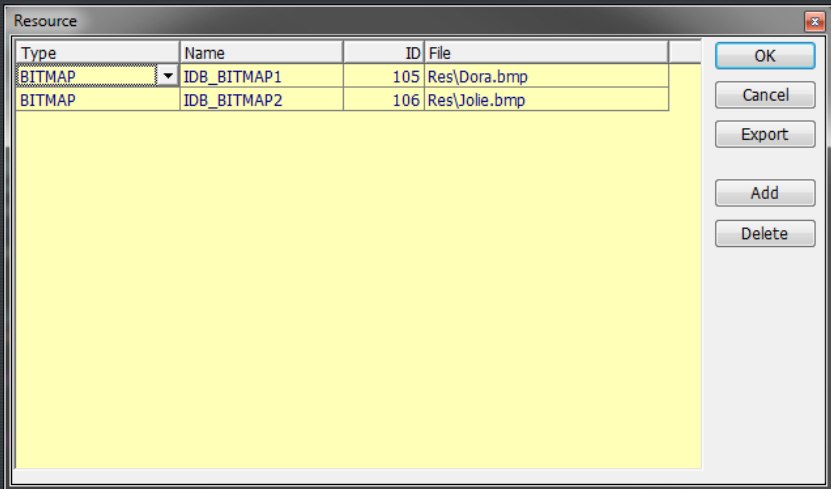 Resource
Type Name ID File
BITMAP IDB_BITMAP1 105 Res\Dora.bmp
BITMAP IDB_BITMAP2 106 Res\Jolie.bmp
OK
Cancel
Export
Add
Delete